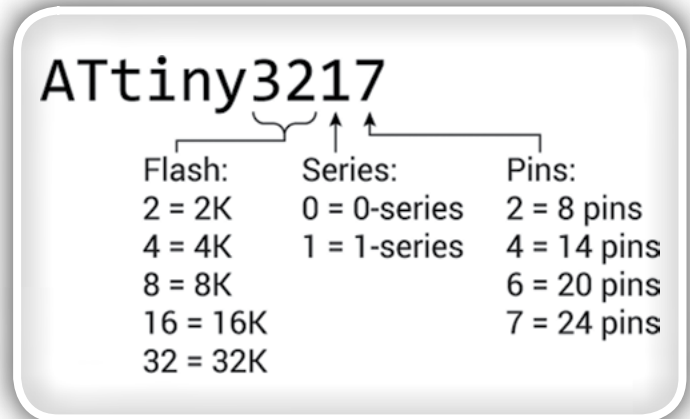 ATtiny3217
Flash: Series: Pins:
2 = 2K 0 = 0-series 2 = 8 pins
4 = 4K 1 = 1-series 4 = 14 pins
8 = 8K 6 = 20 pins
16 = 16K 7 = 24 pins
32 = 32K